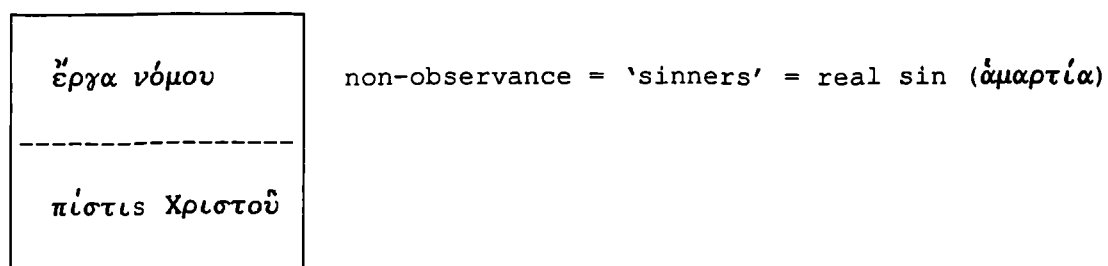 ἔργα νόμου non-observance = 'sinners' = real sin (ἁμαρτία)
πίστις Χριστοῦ